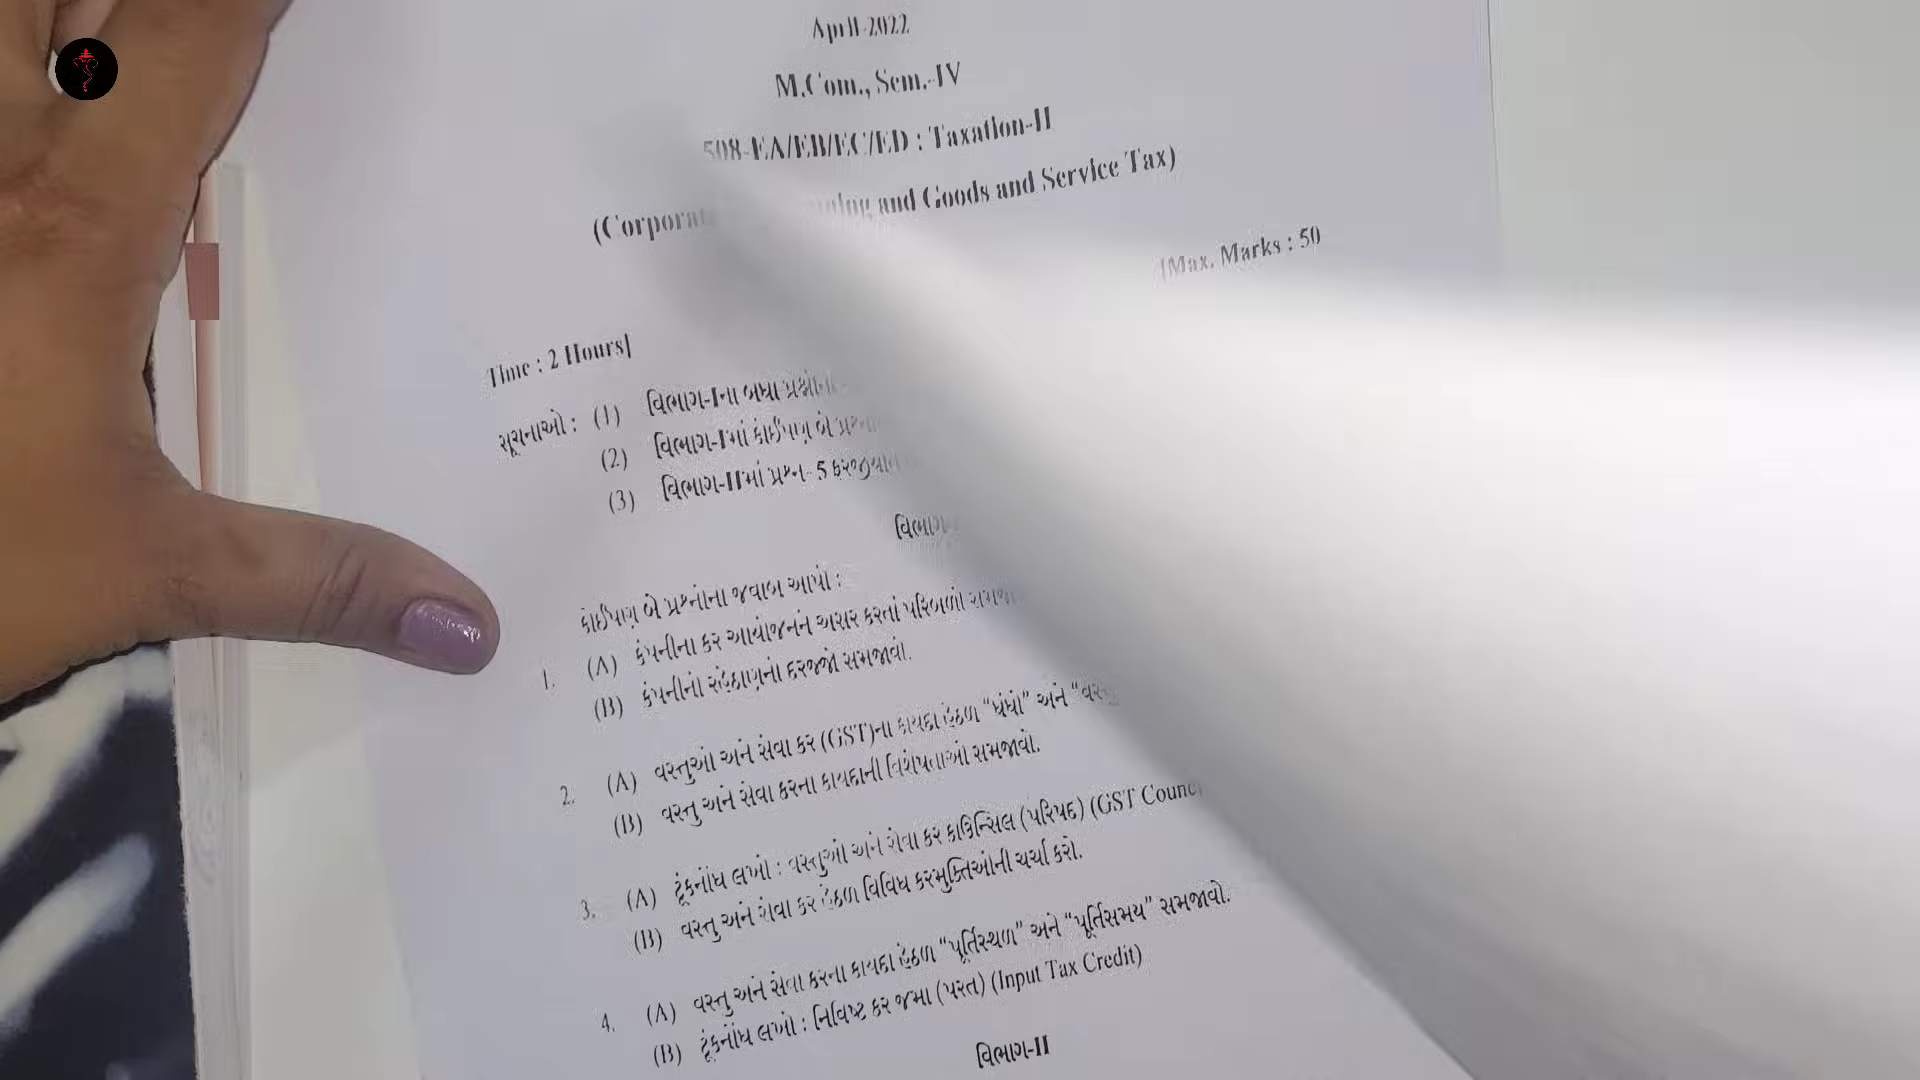 April-2022
M.Com., Sem.-IV
508-EA/EB/EC/ED : Taxation-II
(Corporat and Goods and Service Tax)
[Max. Marks : 50
Time : 2 Hours]
સૂચનાઓ : (1) વિભાગ-Iના બધા પ્રશ્નોના
(2) વિભાગ-Iમાં કોઈપણ બે
(3) વિભાગ-IIમાં પ્રશ્ન-5 ફરજીયાત
વિભાગ-
કોઈપણ બે પ્રશ્નોના જવાબ આપો :
1. (A) કંપનીના કર આયોજનને અસર કરતાં પરિબળો
(B) કંપનીનો રહેઠાણનો દરજ્જો સમજાવો.
2. (A) વસ્તુઓ અને સેવા કર (GST)ના કાયદા હેઠળ “ધંધો” અને
(B) વસ્તુ અને સેવા કરના કાયદાની વિશેષતાઓ સમજાવો.
3. (A) ટૂંકનોંધ લખો : વસ્તુઓ અને સેવા કર કાઉન્સિલ (પરિષદ) (GST Counc
(B) વસ્તુ અને સેવા કર હેઠળ વિવિધ કરમુક્તિઓની ચર્ચા કરો.
4. (A) વસ્તુ અને સેવા કરના કાયદા હેઠળ “પૂર્તિસ્થળ” અને “પૂર્તિસમય” સમજાવો.
(B) ટૂંકનોંધ લખો : નિવિષ્ટ કર જમા (પરત) (Input Tax Credit)
વિભાગ-II